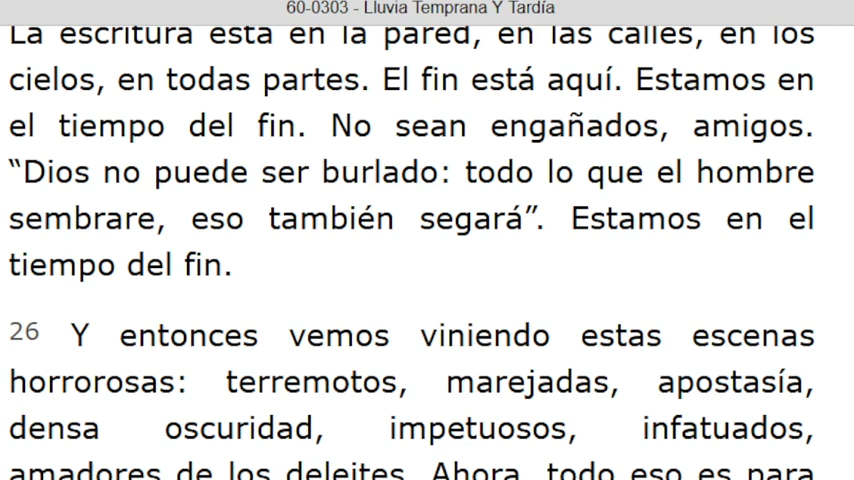 60-0303 - Lluvia Temprana Y Tardía
La escritura está en la pared, en las calles, en los
cielos, en todas partes. El fin está aquí. Estamos en
el tiempo del fin. No sean engañados, amigos.
“Dios no puede ser burlado: todo lo que el hombre
sembrare, eso también segará”. Estamos en el
tiempo del fin.
26 Y entonces vemos viniendo estas escenas
horrorosas: terremotos, marejadas, apostasía,
densa oscuridad, impetuosos, infatuados,
amadores de los deleites. Ahora, todo eso es para